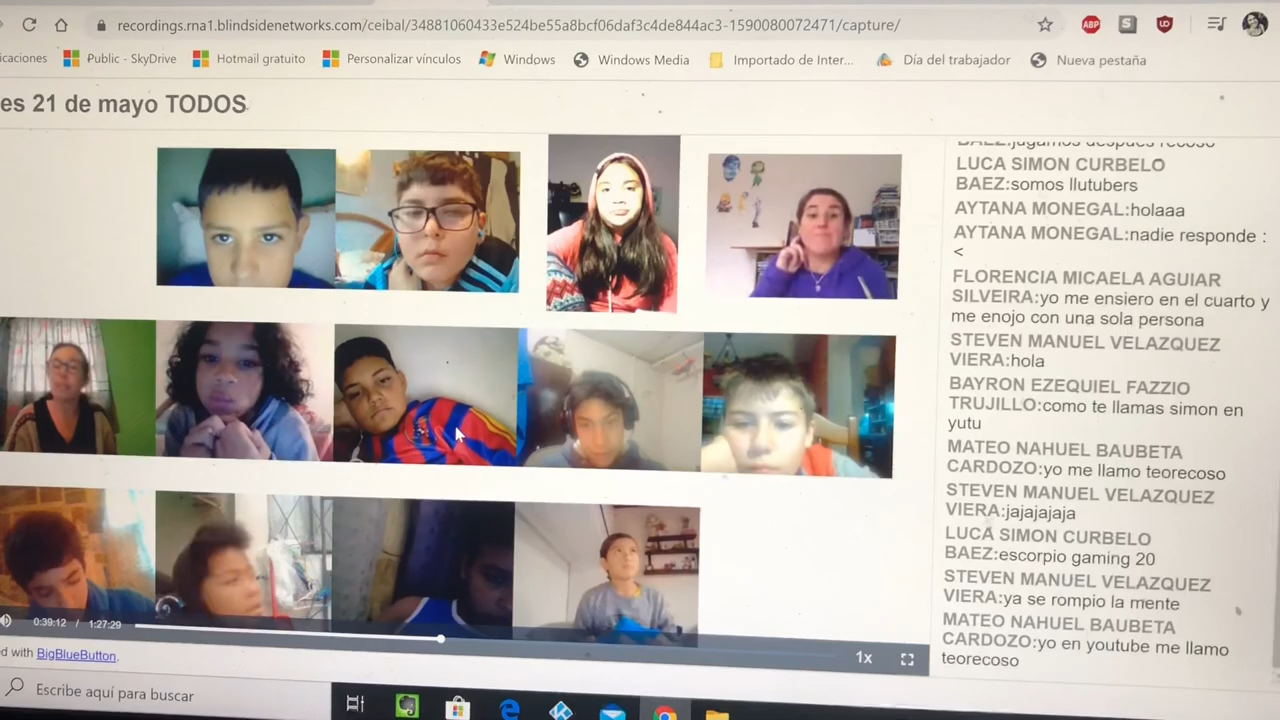 recordings.rna1.blindsidenetworks.com/ceibal/34881060433e524be55a8bcf06daf3c4de844ac3-1590080072471/capture/
ABP
S
icaciones
Public - SkyDrive
Hotmail gratuito
Personalizar vínculos
Windows
Windows Media
Importado de Inter...
Día del trabajador
Nueva pestaña
es 21 de mayo TODOS
BAEZ:jugamos despues recoso
LUCA SIMON CURBELO
BAEZ:somos llutubers
AYTANA MONEGAL:holaaa
AYTANA MONEGAL:nadie responde :
<
FLORENCIA MICAELA AGUIAR
SILVEIRA:yo me ensiero en el cuarto y
me enojo con una sola persona
STEVEN MANUEL VELAZQUEZ
VIERA:hola
BAYRON EZEQUIEL FAZZIO
TRUJILLO:como te llamas simon en
yutu
MATEO NAHUEL BAUBETA
CARDOZO:yo me llamo teorecoso
STEVEN MANUEL VELAZQUEZ
VIERA:jajajajaja
LUCA SIMON CURBELO
BAEZ:escorpio gaming 20
STEVEN MANUEL VELAZQUEZ
VIERA:ya se rompio la mente
MATEO NAHUEL BAUBETA
CARDOZO:yo en youtube me llamo
teorecoso
0:39:12 / 1:27:29
1x
d with BigBlueButton.
Escribe aquí para buscar